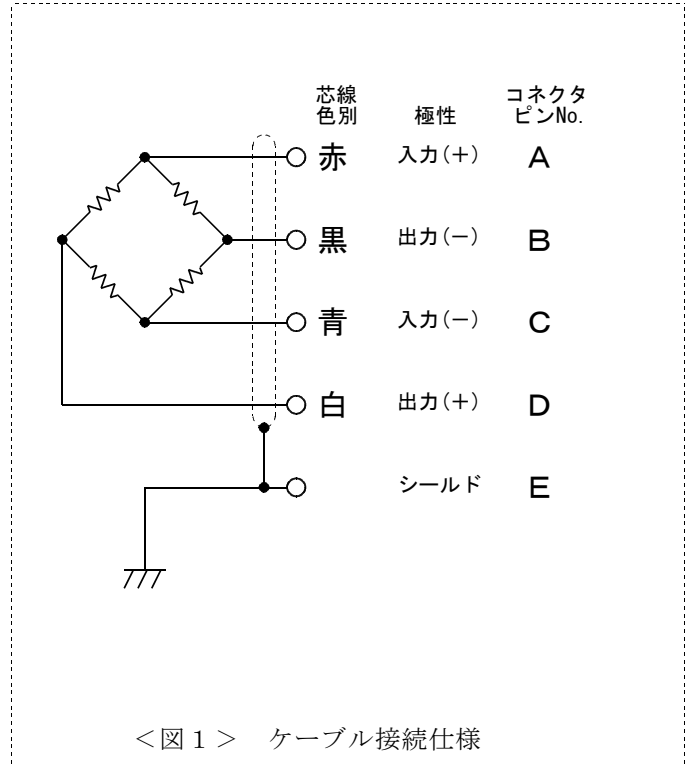 芯線
色別
極性
コネクタ
ピンNo.
赤 入力(+) A
黒 出力(-) B
青 入力(-) C
白 出力(+) D
シールド E
<図1> ケーブル接続仕様